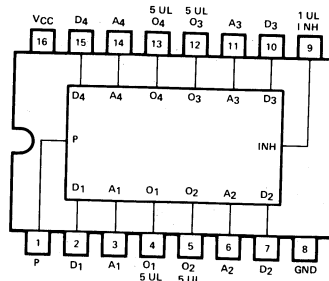 5 UL 5 UL 1 UL
VCC D4 A4 O4 O3 A3 D3 INH
16 15 14 13 12 11 10 9
D4 A4 O4 O3 A3 D3
P INH
D1 A1 O1 O2 A2 D2
1 2 3 4 5 6 7 8
P D1 A1 O1 O2 A2 D2 GND
5 UL 5 UL